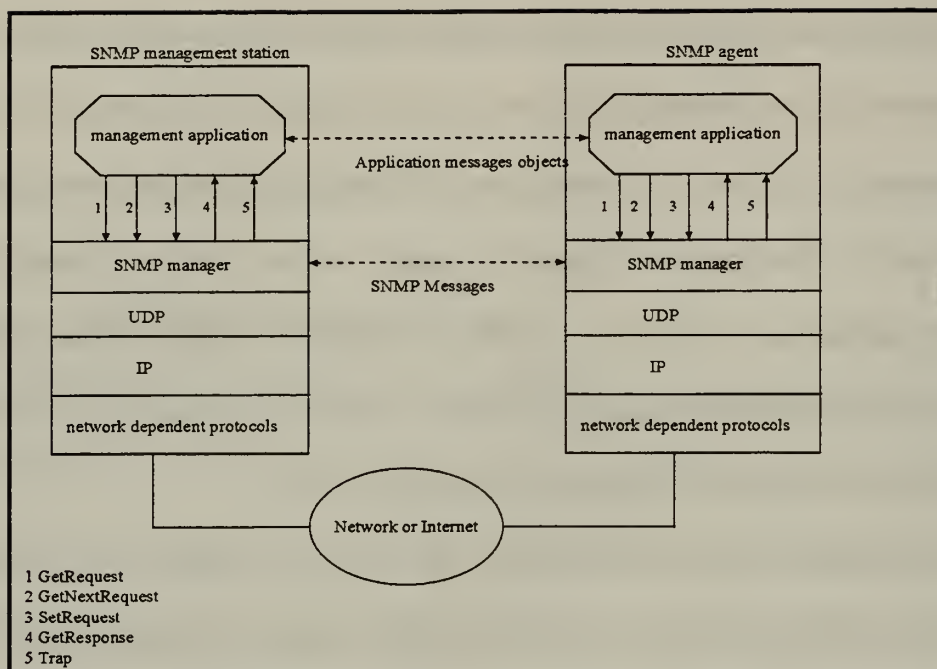 SNMP management station
SNMP agent
management application
management application
Application messages objects
1 2 3 4 5
1 2 3 4 5
SNMP manager
SNMP manager
SNMP Messages
UDP
UDP
IP
IP
network dependent protocols
network dependent protocols
Network or Internet
1 GetRequest
2 GetNextRequest
3 SetRequest
4 GetResponse
5 Trap